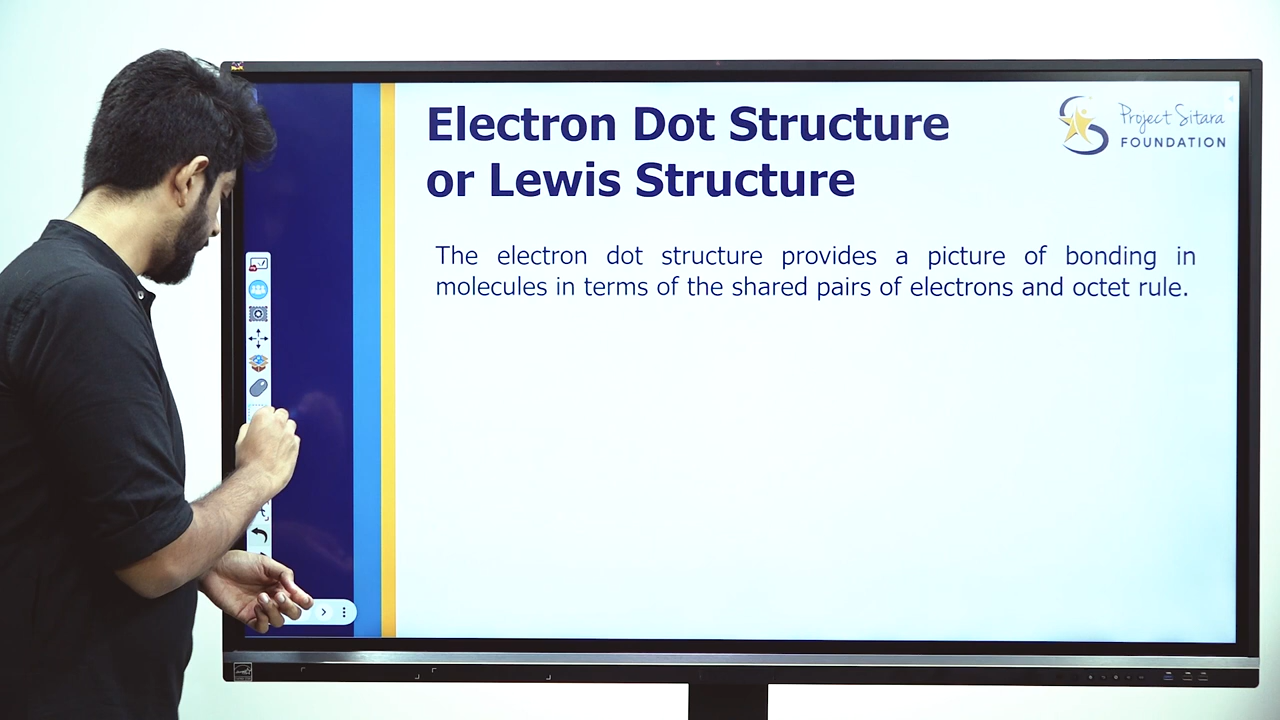 Electron Dot Structure
or Lewis Structure
Project Sitara
FOUNDATION
The electron dot structure provides a picture of bonding in
molecules in terms of the shared pairs of electrons and octet rule.